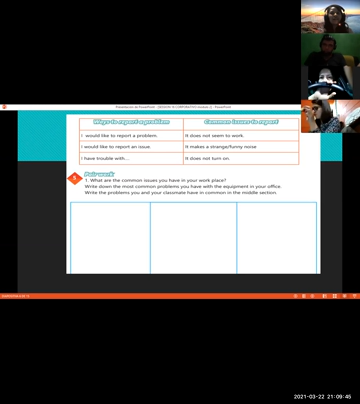 Ways to report a problem
Common issues to report
I would like to report a problem.
It does not seem to work.
I would like to report an issue.
It makes a strange/funny noise
I have trouble with...
It does not turn on.
3
Pair work
1. What are the common issues you have in your work place?
Write down the most common problems you have with the equipment in your office.
Write the problems you and your classmate have in common in the middle section.
2021-03-22 21:09:45